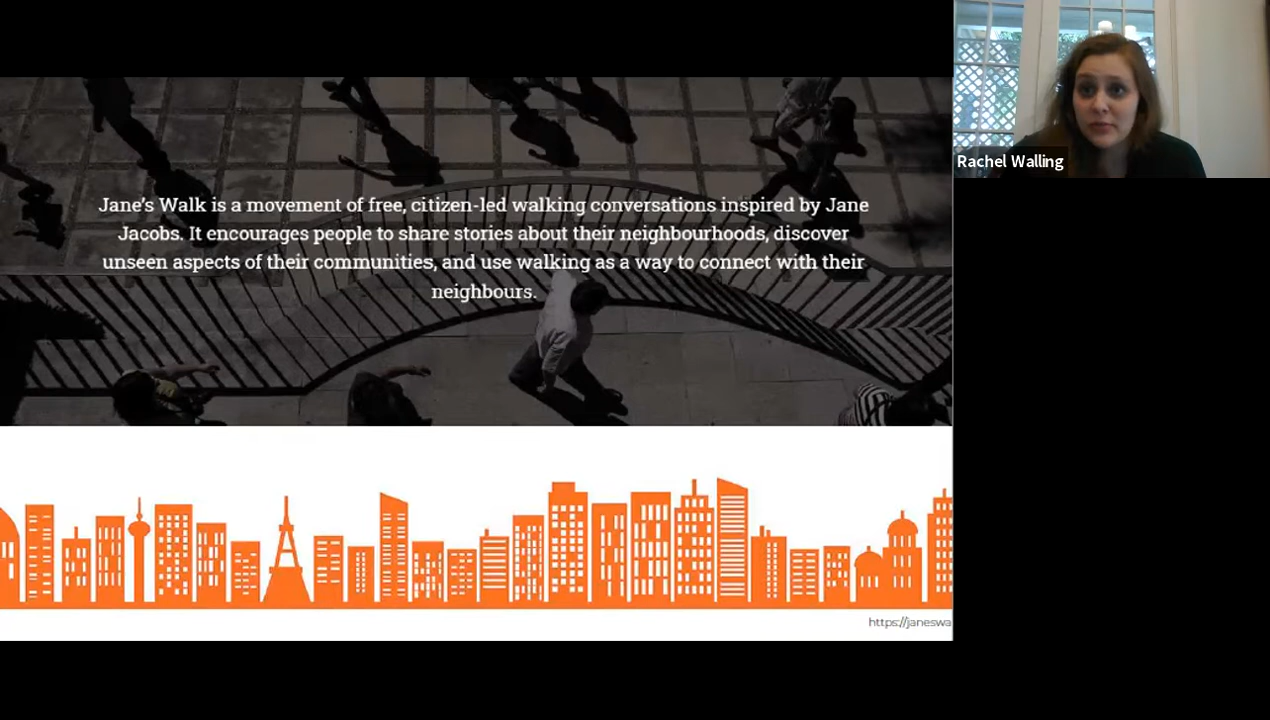 Jane’s Walk is a movement of free, citizen-led walking conversations inspired by Jane
Jacobs. It encourages people to share stories about their neighbourhoods, discover
unseen aspects of their communities, and use walking as a way to connect with their
neighbours.
Rachel Walling
https://janeswa